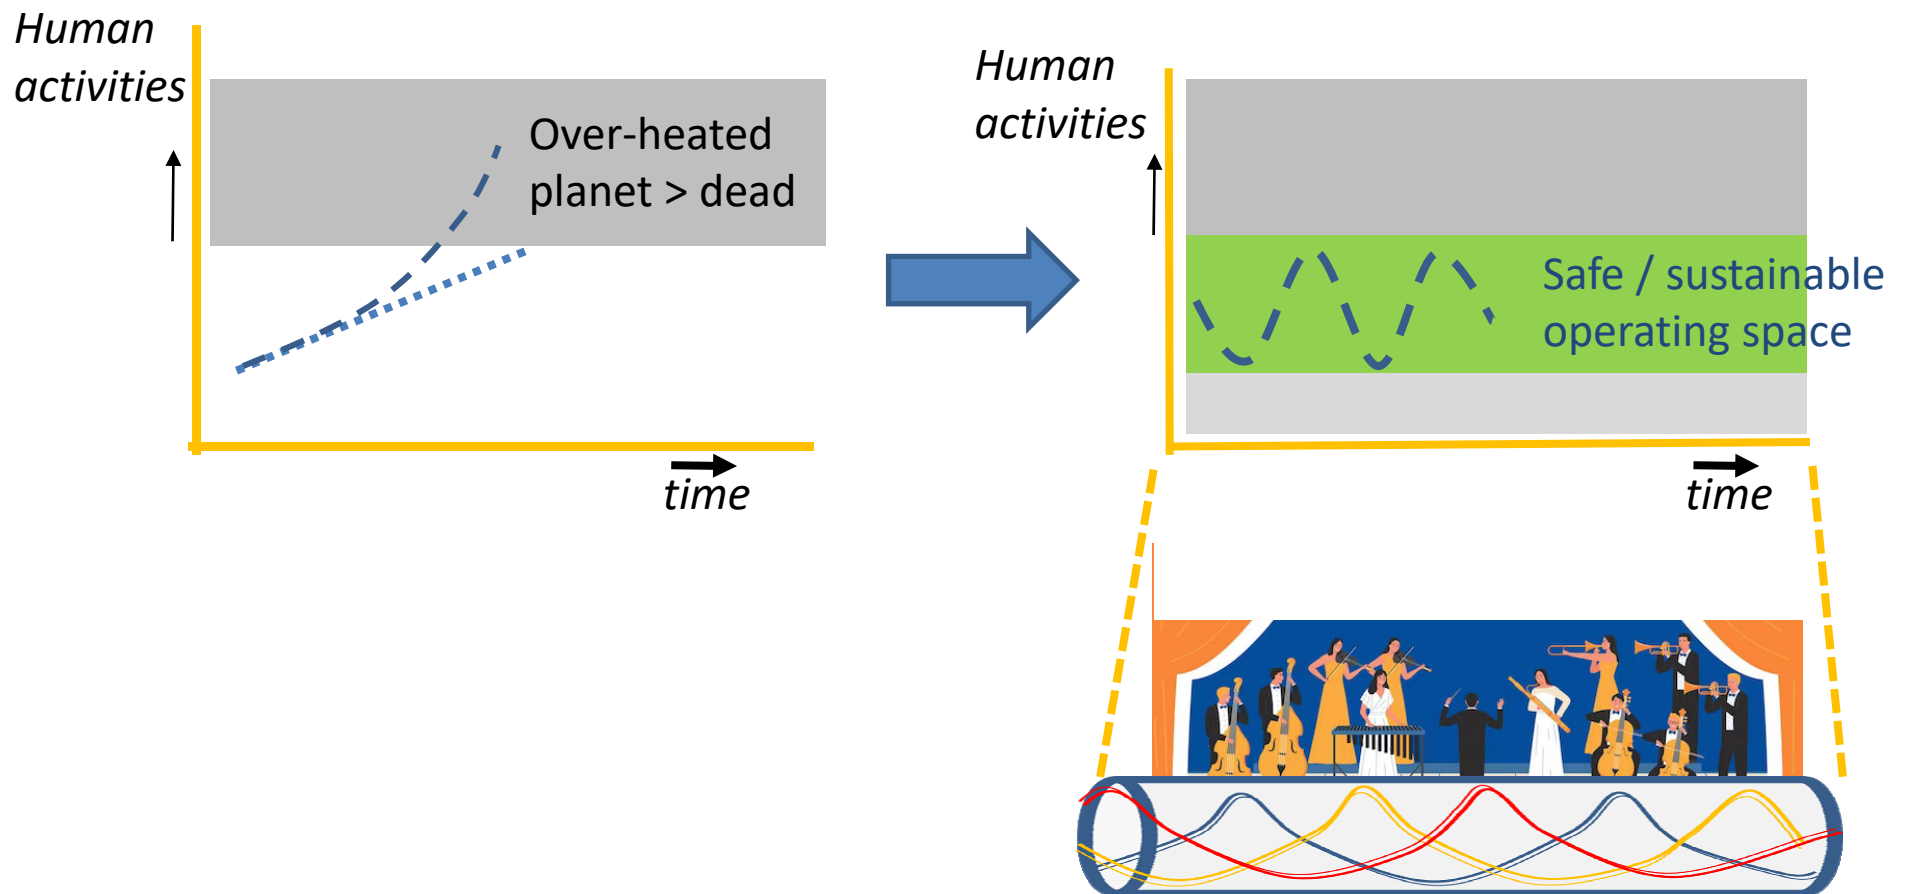 Human
activities
Over-heated
planet > dead
time
Human
activities
Safe / sustainable
operating space
time